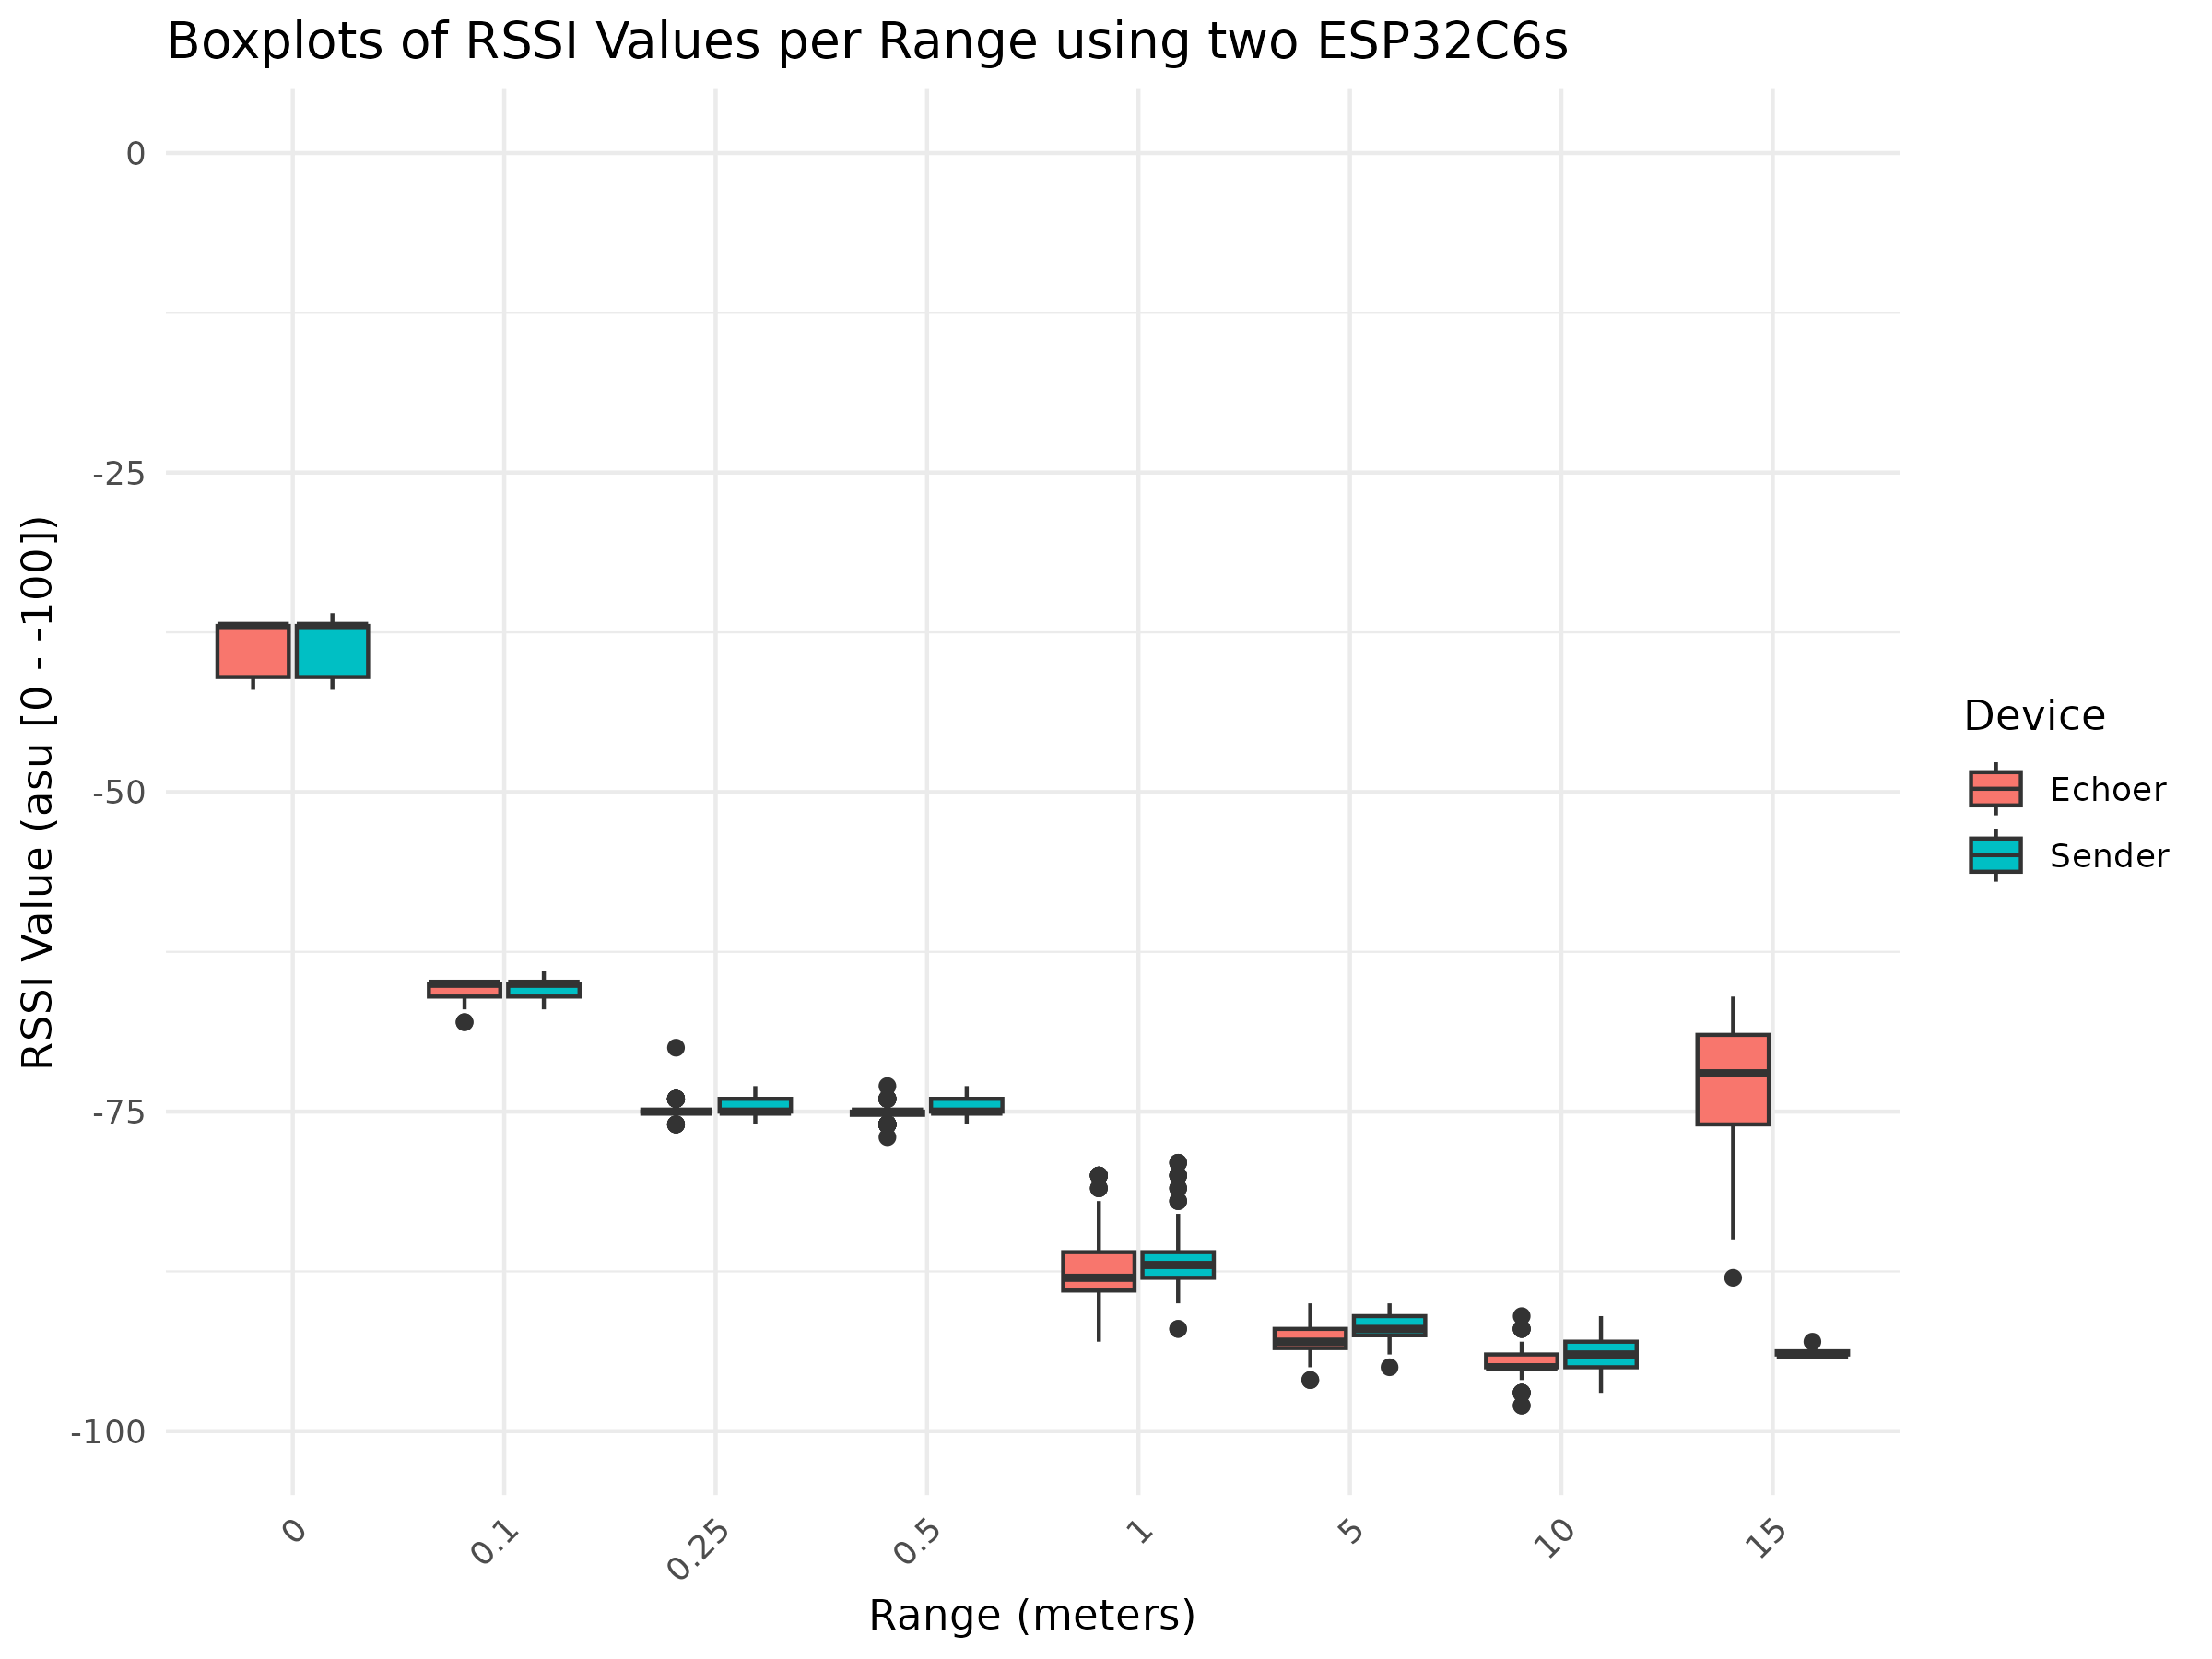 Boxplots of RSSI Values per Range using two ESP32C6s
RSSI Value (asu [0 - -100])
0
-25
-50
-75
-100
0
0.1
0.25
0.5
1
5
10
15
Range (meters)
Device
Echoer
Sender